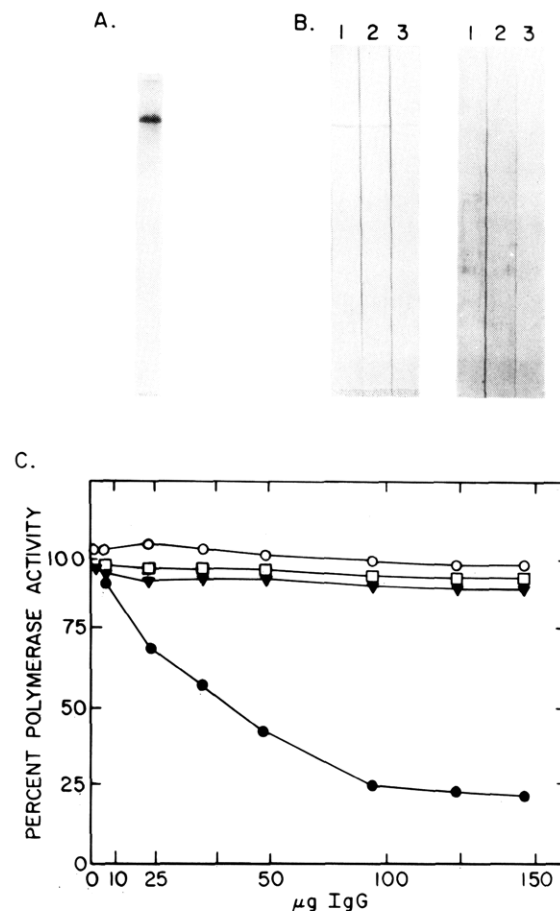 A.
B. 1 2 3 1 2 3
C.
100
75
50
25
0
PERCENT POLYMERASE ACTIVITY
0 10 25 50 100 150
µg IgG